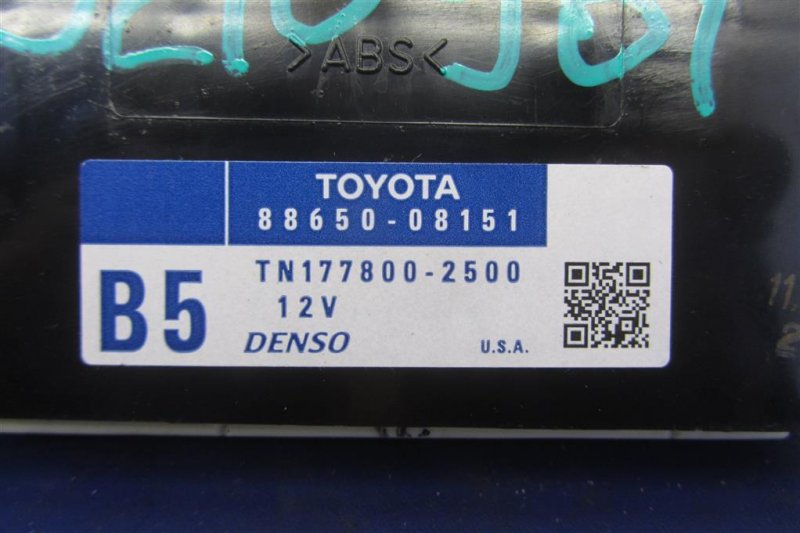 >ABS<
TOYOTA
88650-08151
B5
TN177800-2500
12V
DENSO
U.S.A.